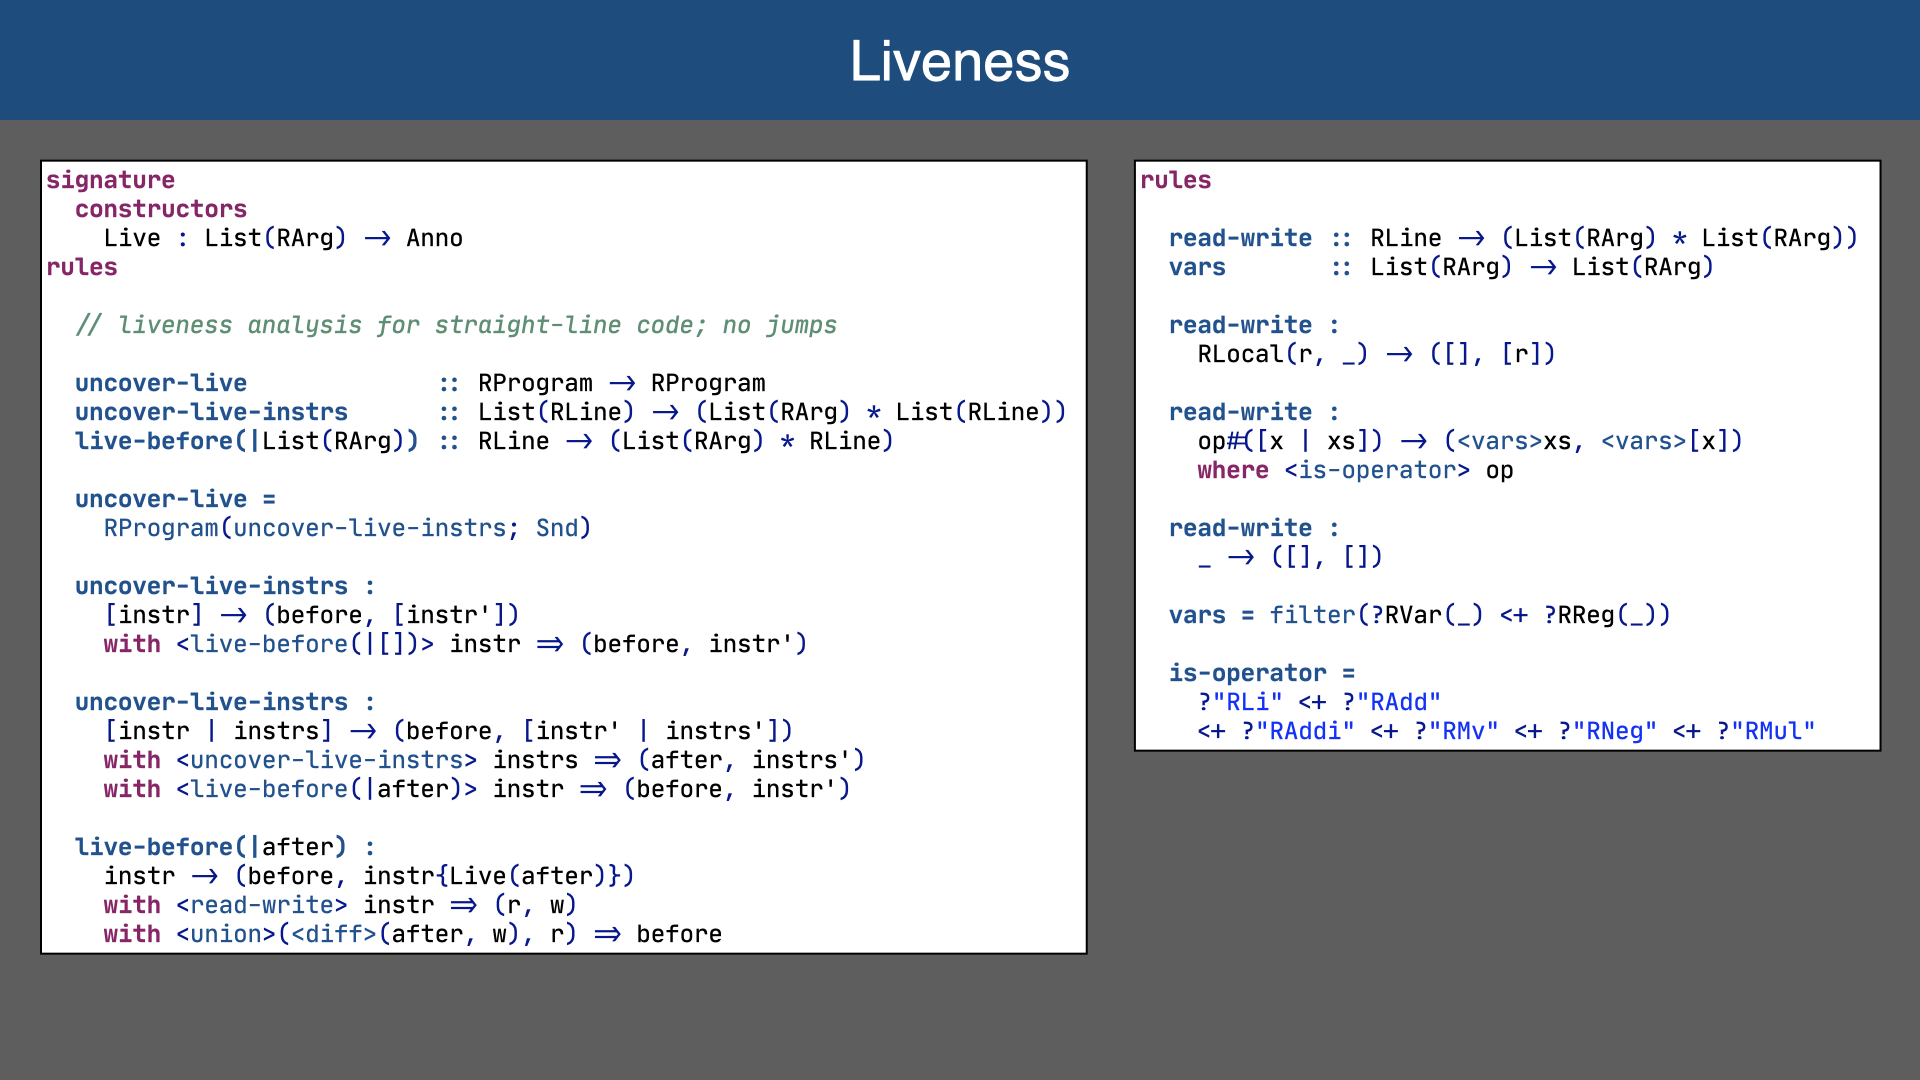 Liveness
signature
  constructors
    Live : List(RArg) → Anno
rules

  // liveness analysis for straight-line code; no jumps

  uncover-live             :: RProgram → RProgram
  uncover-live-instrs      :: List(RLine) → (List(RArg) * List(RLine))
  live-before(|List(RArg)) :: RLine → (List(RArg) * RLine)

  uncover-live =
    RProgram(uncover-live-instrs; Snd)

  uncover-live-instrs :
    [instr] → (before, [instr'])
    with <live-before(|[])> instr ⇒ (before, instr')

  uncover-live-instrs :
    [instr | instrs] → (before, [instr' | instrs'])
    with <uncover-live-instrs> instrs ⇒ (after, instrs')
    with <live-before(|after)> instr ⇒ (before, instr')

  live-before(|after) :
    instr → (before, instr{Live(after)})
    with <read-write> instr ⇒ (r, w)
    with <union>(<diff>(after, w), r) ⇒ before

rules

  read-write :: RLine → (List(RArg) * List(RArg))
  vars       :: List(RArg) → List(RArg)

  read-write :
    RLocal(r, _) → ([], [r])

  read-write :
    op#([x | xs]) → (<vars>xs, <vars>[x])
    where <is-operator> op

  read-write :
    _ → ([], [])

  vars = filter(?RVar(_) <+ ?RReg(_))

  is-operator =
    ?"RLi" <+ ?"RAdd"
    <+ ?"RAddi" <+ ?"RMv" <+ ?"RNeg" <+ ?"RMul"